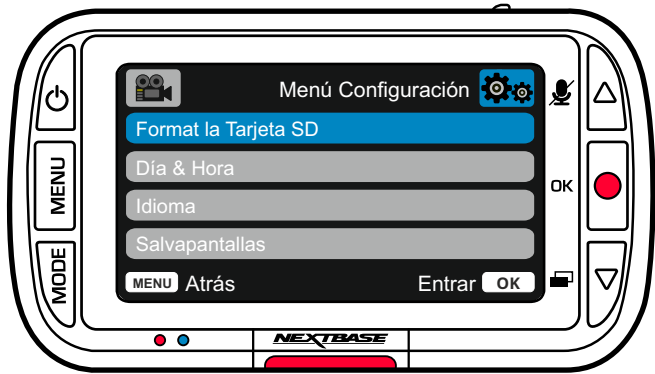 Menú Configuración
Format la Tarjeta SD
Día & Hora
Idioma
Salvapantallas
MENU Atrás Entrar OK
MENU
MODE
OK
NEXTBASE